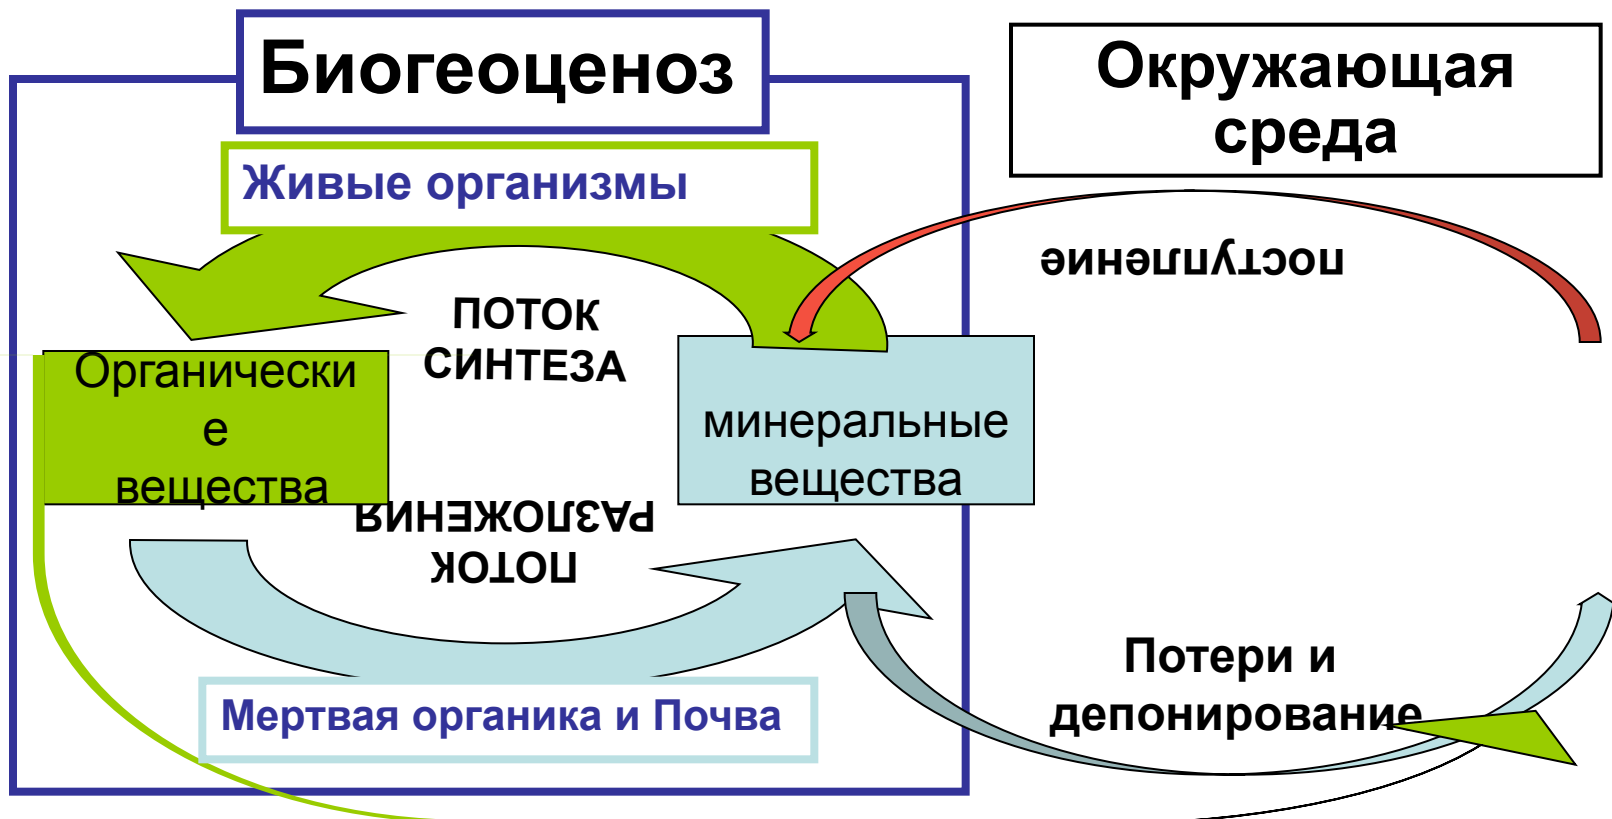 Биогеоценоз
Окружающая
среда
Живые организмы
поступление
ПОТОК
СИНТЕЗА
Органически
е
вещества
минеральные
вещества
ПОТОК
РАЗЛОЖЕНИЯ
Потери и
депонирование
Мертвая органика и Почва